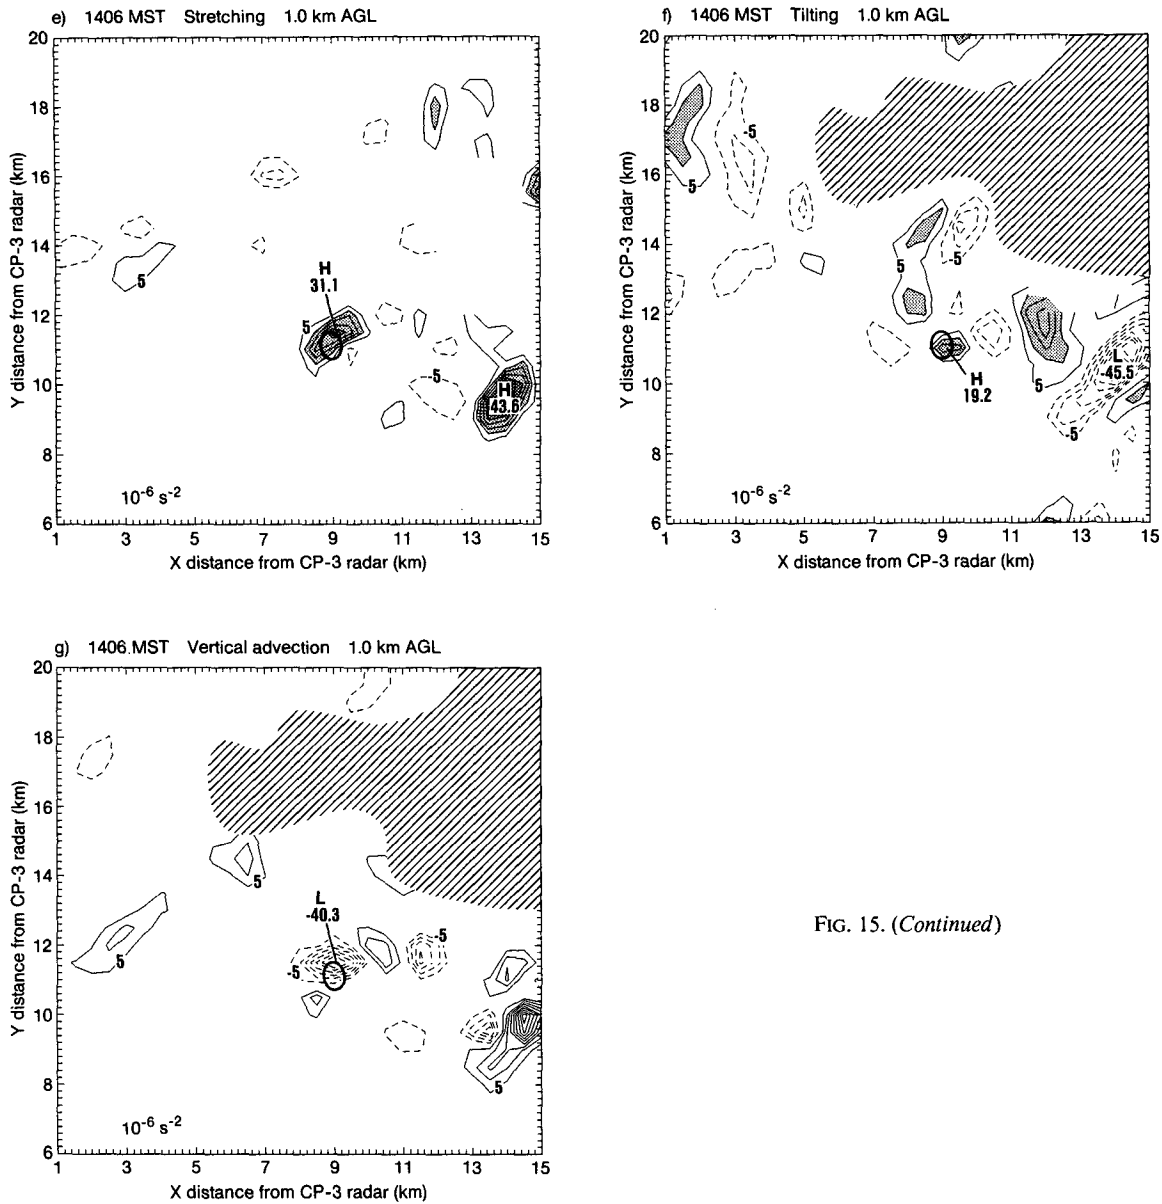 e) 1406 MST Stretching 1.0 km AGL
20
18
16
14
12
10
8
6
Y distance from CP-3 radar (km)
5
H
31.1
5
5
H
43.6
10-6 s-2
1 3 5 7 9 11 13 15
X distance from CP-3 radar (km)
f) 1406 MST Tilting 1.0 km AGL
20
18
16
14
12
10
8
6
Y distance from CP-3 radar (km)
-5
5
5
-5
H
19.2
5
L
-45.5
-5
10-6 s-2
1 3 5 7 9 11 13 15
X distance from CP-3 radar (km)
g) 1406.MST Vertical advection 1.0 km AGL
20
18
16
14
12
10
8
6
Y distance from CP-3 radar (km)
5
L
-40.3
-5
5
-5
5
10-6 s-2
1 3 5 7 9 11 13 15
X distance from CP-3 radar (km)
FIG. 15. (Continued)